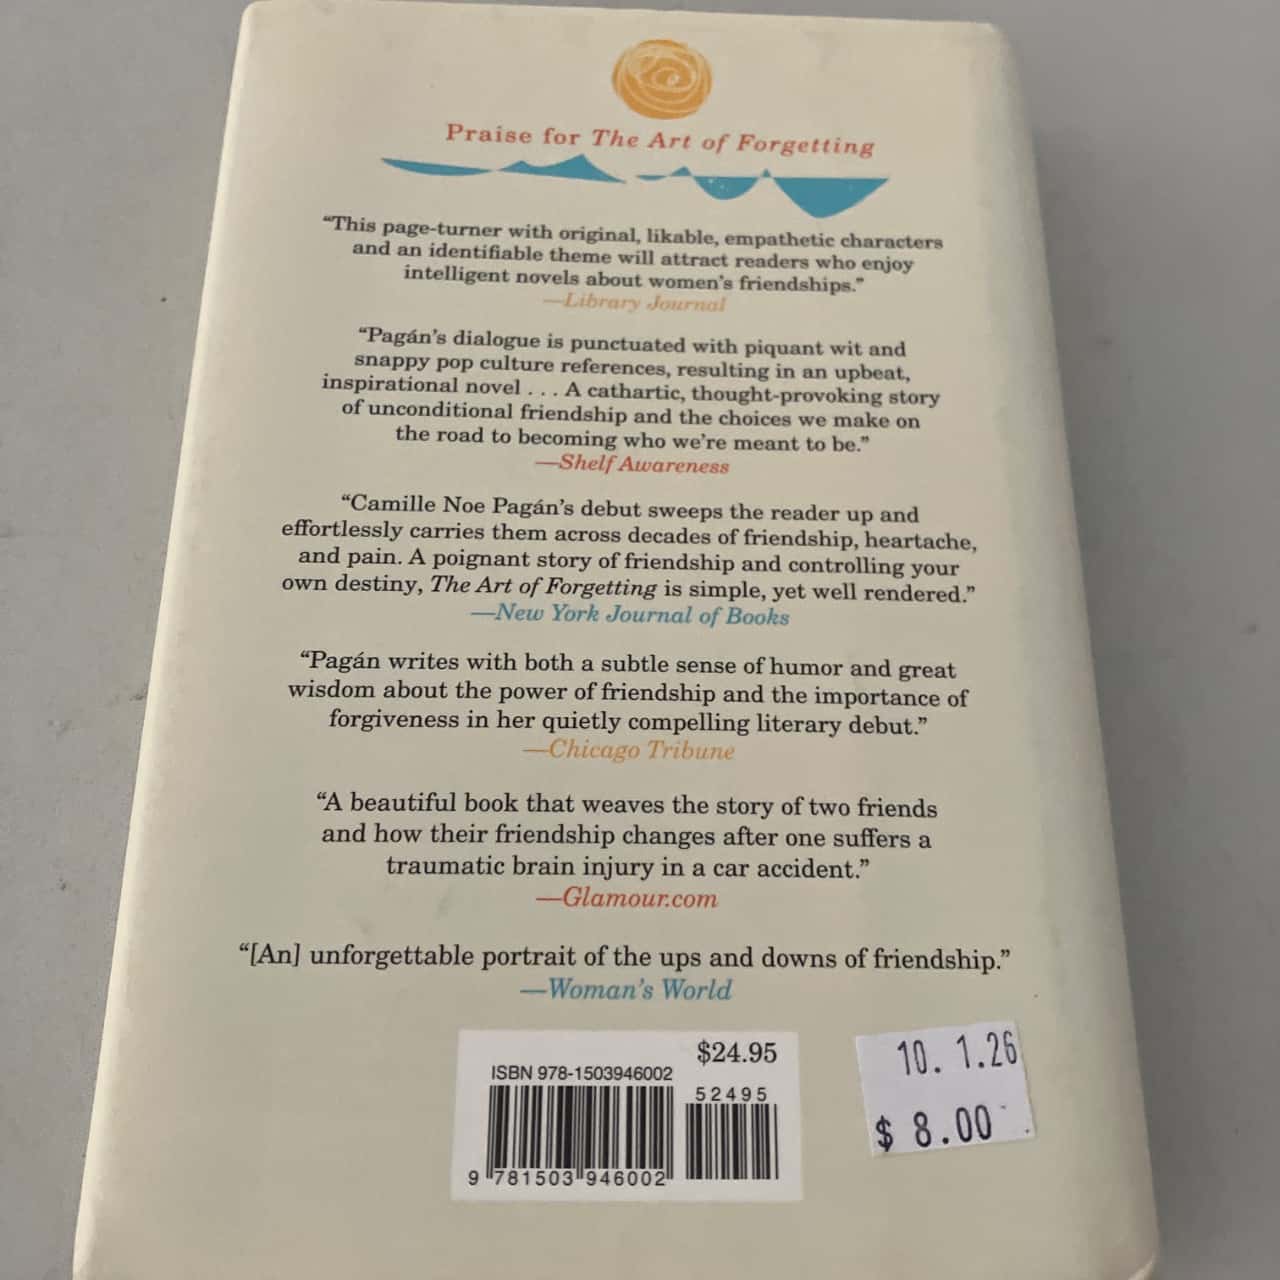 Praise for The Art of Forgetting
“This page-turner with original, likable, empathetic characters
and an identifiable theme will attract readers who enjoy
intelligent novels about women’s friendships.”
—Library Journal
“Pagán’s dialogue is punctuated with piquant wit and
snappy pop culture references, resulting in an upbeat,
inspirational novel . . . A cathartic, thought-provoking story
of unconditional friendship and the choices we make on
the road to becoming who we’re meant to be.”
—Shelf Awareness
“Camille Noe Pagán’s debut sweeps the reader up and
effortlessly carries them across decades of friendship, heartache,
and pain. A poignant story of friendship and controlling your
own destiny, The Art of Forgetting is simple, yet well rendered.”
—New York Journal of Books
“Pagán writes with both a subtle sense of humor and great
wisdom about the power of friendship and the importance of
forgiveness in her quietly compelling literary debut.”
—Chicago Tribune
“A beautiful book that weaves the story of two friends
and how their friendship changes after one suffers a
traumatic brain injury in a car accident.”
—Glamour.com
“[An] unforgettable portrait of the ups and downs of friendship.”
—Woman’s World
$24.95
ISBN 978-1503946002
52495
9 781503 946002
10. 1.26
$ 8.00